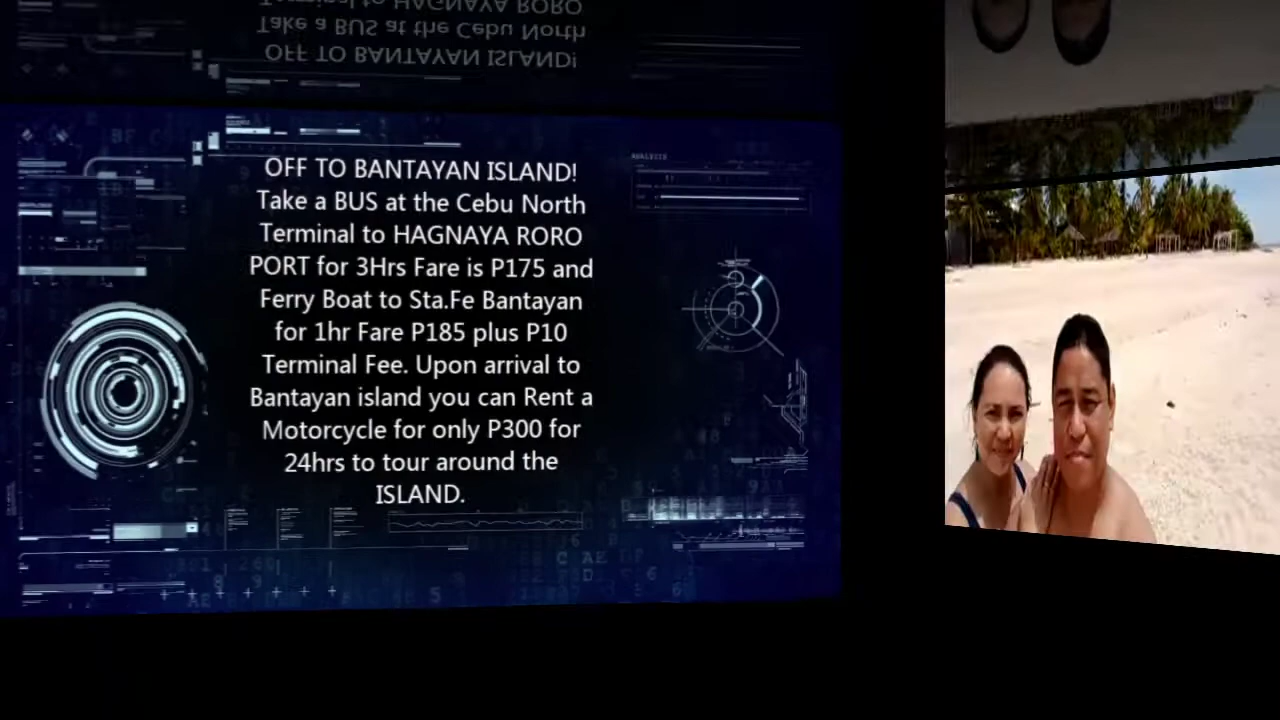 OFF TO BANTAYAN ISLAND!
Take a BUS at the Cebu North
Terminal to HAGNAYA RORO
PORT for 3Hrs Fare is P175 and
Ferry Boat to Sta.Fe Bantayan
for 1hr Fare P185 plus P10
Terminal Fee. Upon arrival to
Bantayan island you can Rent a
Motorcycle for only P300 for
24hrs to tour around the
ISLAND.
ANALYSIS